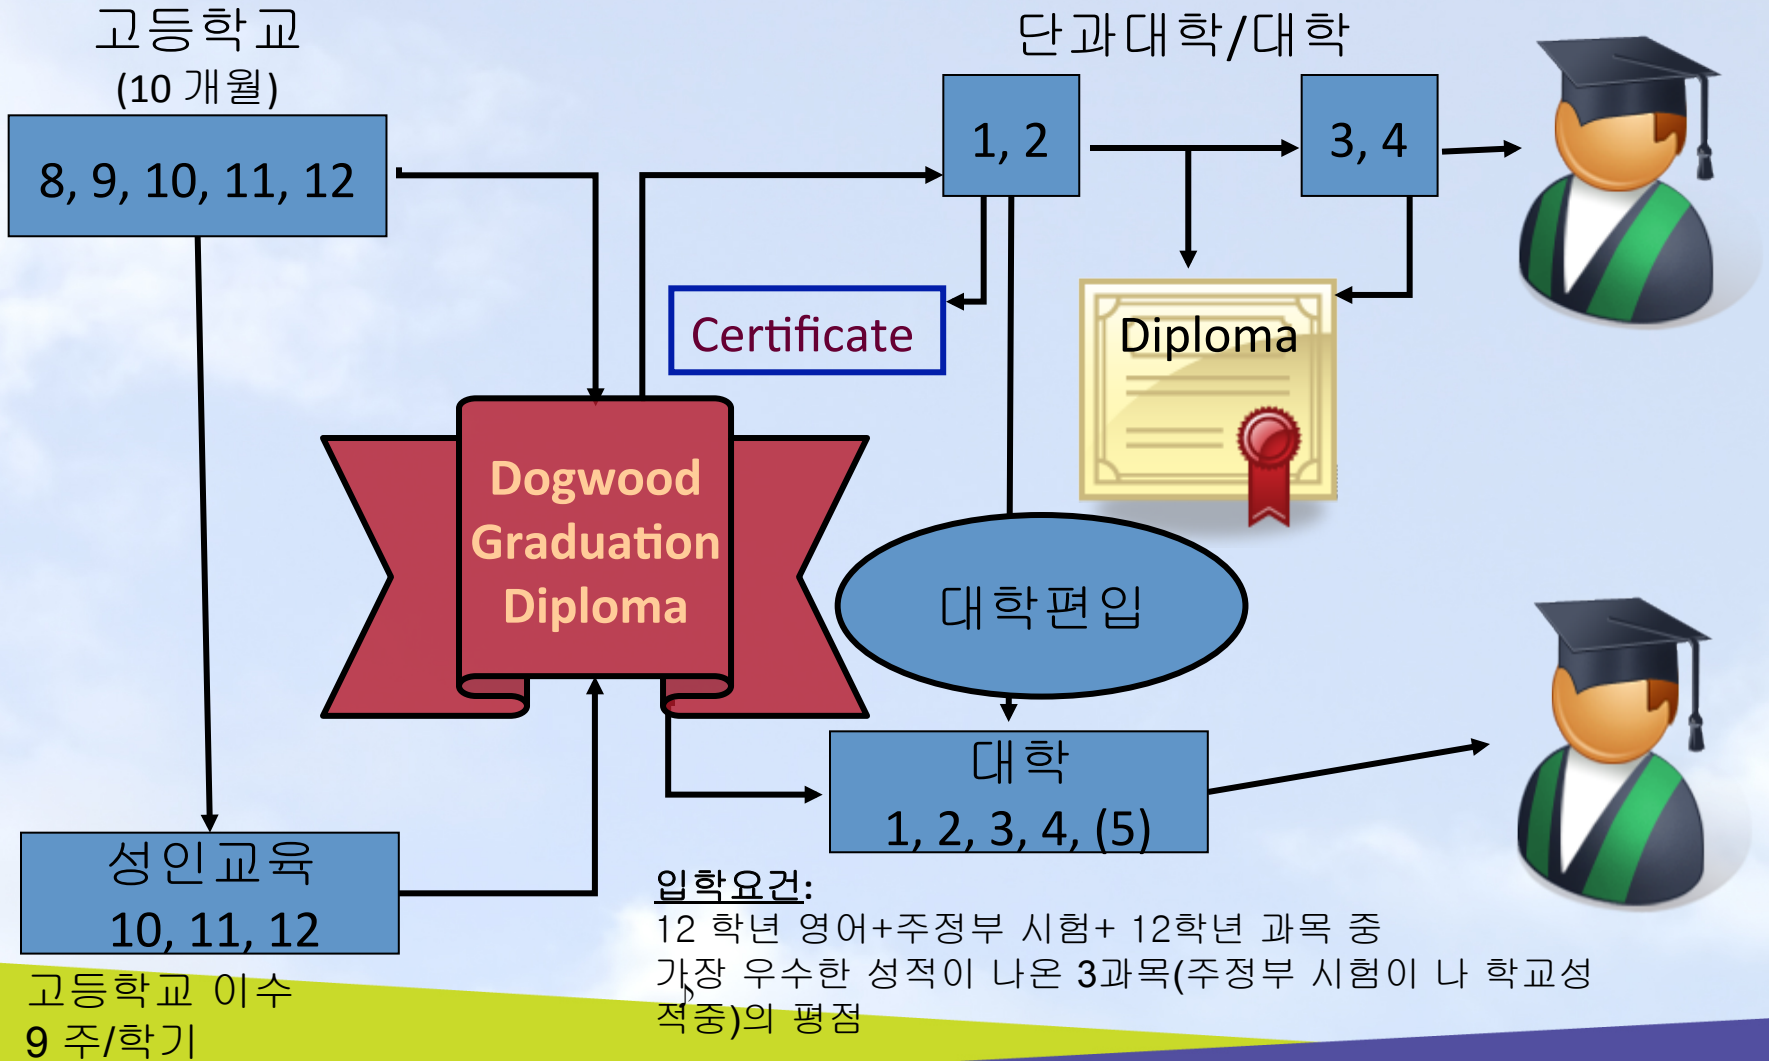 고등학교
(10 개월)
8, 9, 10, 11, 12
단과대학/대학
1, 2
3, 4
Certificate
Diploma
Dogwood
Graduation
Diploma
대학편입
대학
1, 2, 3, 4, (5)
성인교육
10, 11, 12
고등학교 이수
9 주/학기
입학요건:
12 학년 영어+주정부 시험+ 12학년 과목 중
가장 우수한 성적이 나온 3과목(주정부 시험이 나 학교성
적중)의 평점